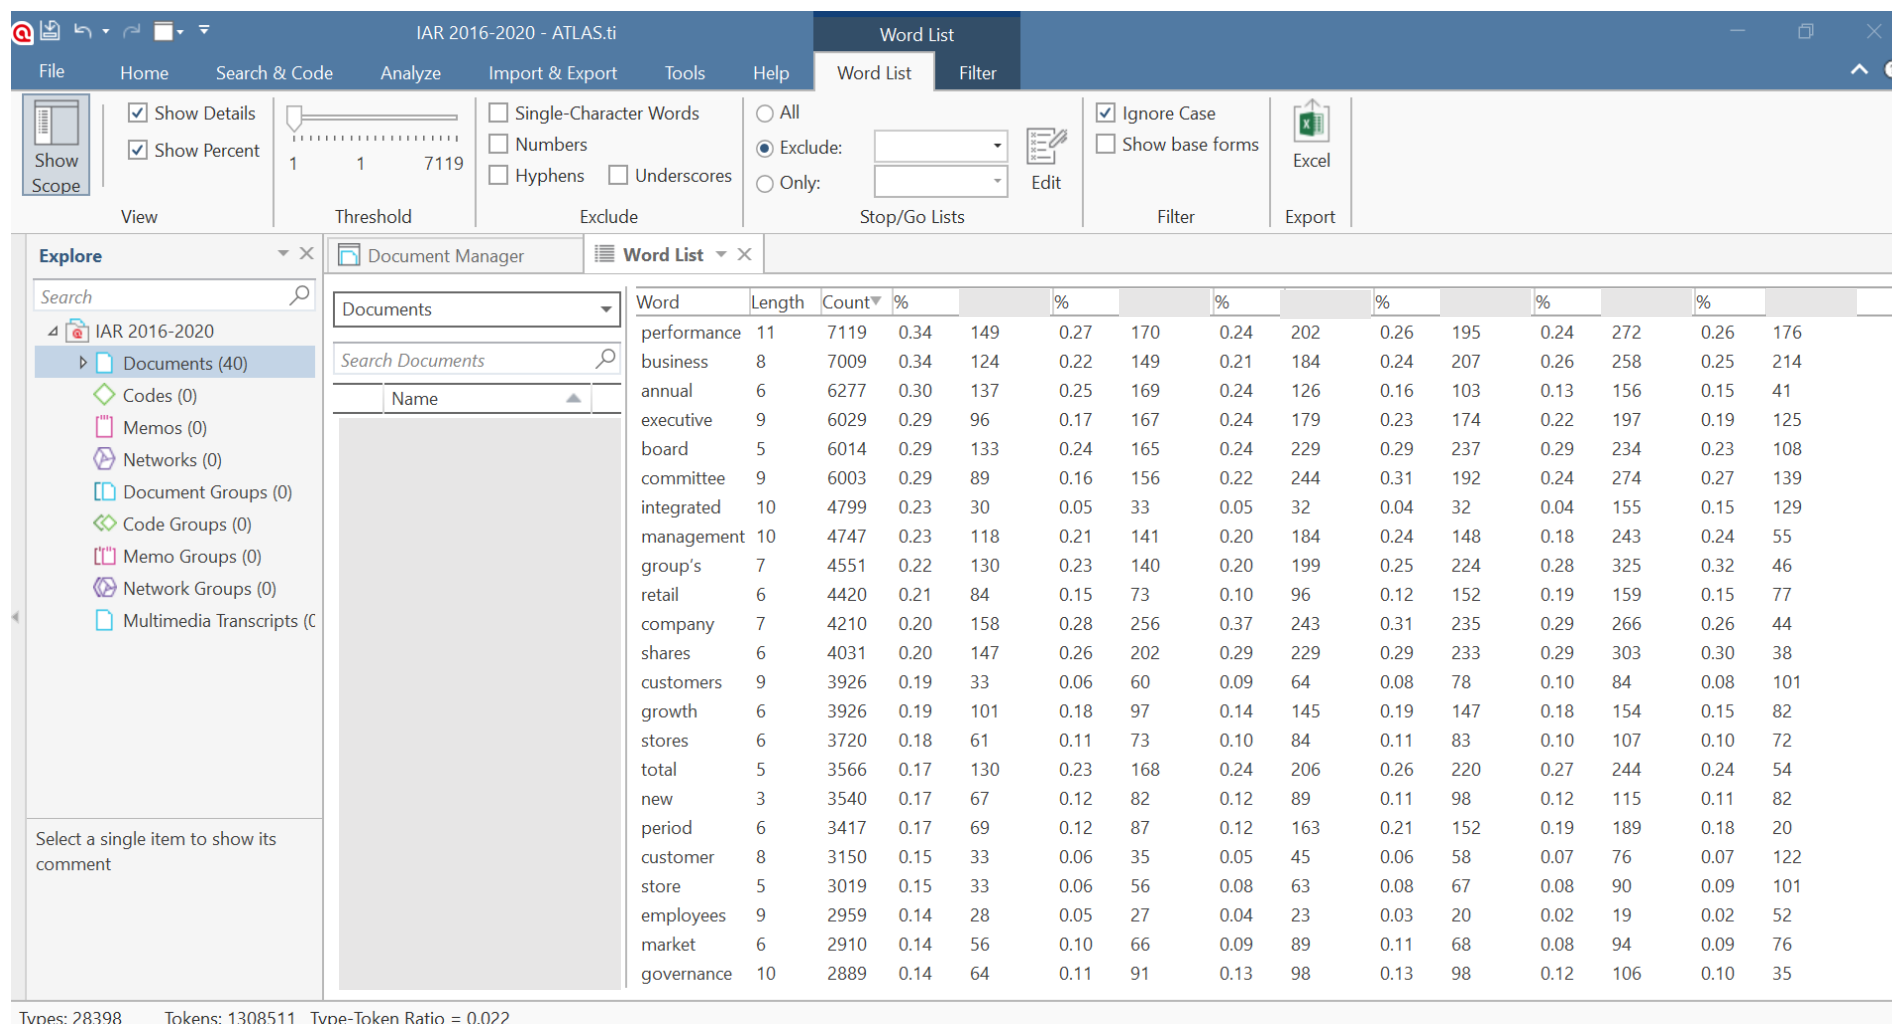 IAR 2016-2020 - ATLAS.ti
Word List
File Home Search & Code Analyze Import & Export Tools Help Word List Filter
Show Scope
Show Details
Show Percent
View
1 1 7119
Threshold
Single-Character Words
Numbers
Hyphens Underscores
Exclude
All
Exclude:
Only:
Edit
Stop/Go Lists
Ignore Case
Show base forms
Filter
Excel
Export
Explore
Search
IAR 2016-2020
Documents (40)
Codes (0)
Memos (0)
Networks (0)
Document Groups (0)
Code Groups (0)
Memo Groups (0)
Network Groups (0)
Multimedia Transcripts (
Select a single item to show its
comment
Document Manager
Word List
Documents
Search Documents
Name
Word Length Count % % % % % %
performance 11 7119 0.34 149 0.27 170 0.24 202 0.26 195 0.24 272 0.26 176
business 8 7009 0.34 124 0.22 149 0.21 184 0.24 207 0.26 258 0.25 214
annual 6 6277 0.30 137 0.25 169 0.24 126 0.16 103 0.13 156 0.15 41
executive 9 6029 0.29 96 0.17 167 0.24 179 0.23 174 0.22 197 0.19 125
board 5 6014 0.29 133 0.24 165 0.24 229 0.29 237 0.29 234 0.23 108
committee 9 6003 0.29 89 0.16 156 0.22 244 0.31 192 0.24 274 0.27 139
integrated 10 4799 0.23 30 0.05 33 0.05 32 0.04 32 0.04 155 0.15 129
management 10 4747 0.23 118 0.21 141 0.20 184 0.24 148 0.18 243 0.24 55
group's 7 4551 0.22 130 0.23 140 0.20 199 0.25 224 0.28 325 0.32 46
retail 6 4420 0.21 84 0.15 73 0.10 96 0.12 152 0.19 159 0.15 77
company 7 4210 0.20 158 0.28 256 0.37 243 0.31 235 0.29 266 0.26 44
shares 6 4031 0.20 147 0.26 202 0.29 229 0.29 233 0.29 303 0.30 38
customers 9 3926 0.19 33 0.06 60 0.09 64 0.08 78 0.10 84 0.08 101
growth 6 3926 0.19 101 0.18 97 0.14 145 0.19 147 0.18 154 0.15 82
stores 6 3720 0.18 61 0.11 73 0.10 84 0.11 83 0.10 107 0.10 72
total 5 3566 0.17 130 0.23 168 0.24 206 0.26 220 0.27 244 0.24 54
new 3 3540 0.17 67 0.12 82 0.12 89 0.11 98 0.12 115 0.11 82
period 6 3417 0.17 69 0.12 87 0.12 163 0.21 152 0.19 189 0.18 20
customer 8 3150 0.15 33 0.06 35 0.05 45 0.06 58 0.07 76 0.07 122
store 5 3019 0.15 33 0.06 56 0.08 63 0.08 67 0.08 90 0.09 101
employees 9 2959 0.14 28 0.05 27 0.04 23 0.03 20 0.02 19 0.02 52
market 6 2910 0.14 56 0.10 66 0.09 89 0.11 68 0.08 94 0.09 76
governance 10 2889 0.14 64 0.11 91 0.13 98 0.13 98 0.12 106 0.10 35
Types: 28398 Tokens: 1308511 Type-Token Ratio = 0.022